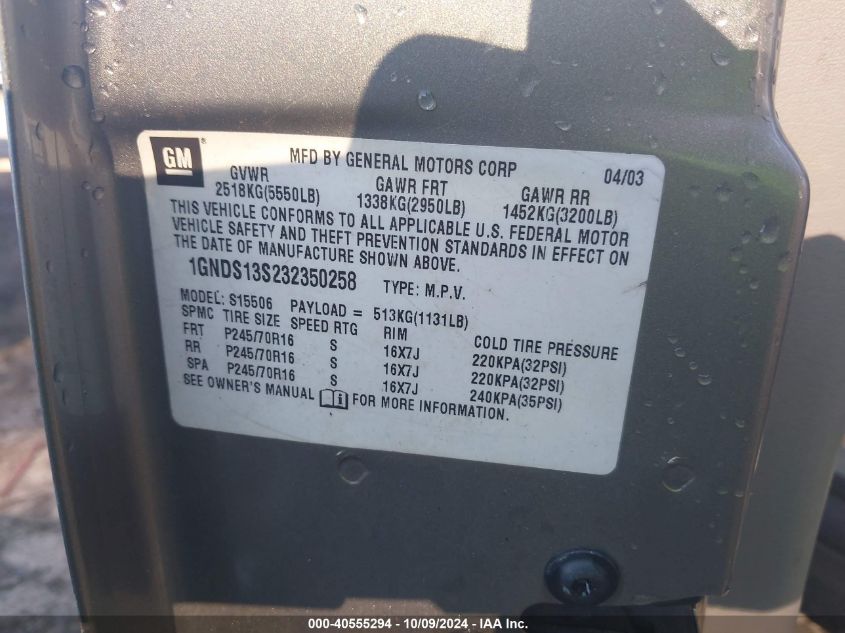 GM® MFD BY GENERAL MOTORS CORP 04/03
GVWR GAWR FRT GAWR RR
2518KG(5550LB) 1338KG(2950LB) 1452KG(3200LB)
THIS VEHICLE CONFORMS TO ALL APPLICABLE U.S. FEDERAL MOTOR
VEHICLE SAFETY AND THEFT PREVENTION STANDARDS IN EFFECT ON
THE DATE OF MANUFACTURE SHOWN ABOVE.
1GNDS13S232350258 TYPE: M.P.V.
MODEL: S15506 PAYLOAD = 513KG(1131LB)
SPMC TIRE SIZE SPEED RTG RIM COLD TIRE PRESSURE
FRT P245/70R16 S 16X7J 220KPA(32PSI)
RR P245/70R16 S 16X7J 220KPA(32PSI)
SPA P245/70R16 S 16X7J 240KPA(35PSI)
SEE OWNER'S MANUAL FOR MORE INFORMATION.
000-40555294 - 10/09/2024 - IAA Inc.